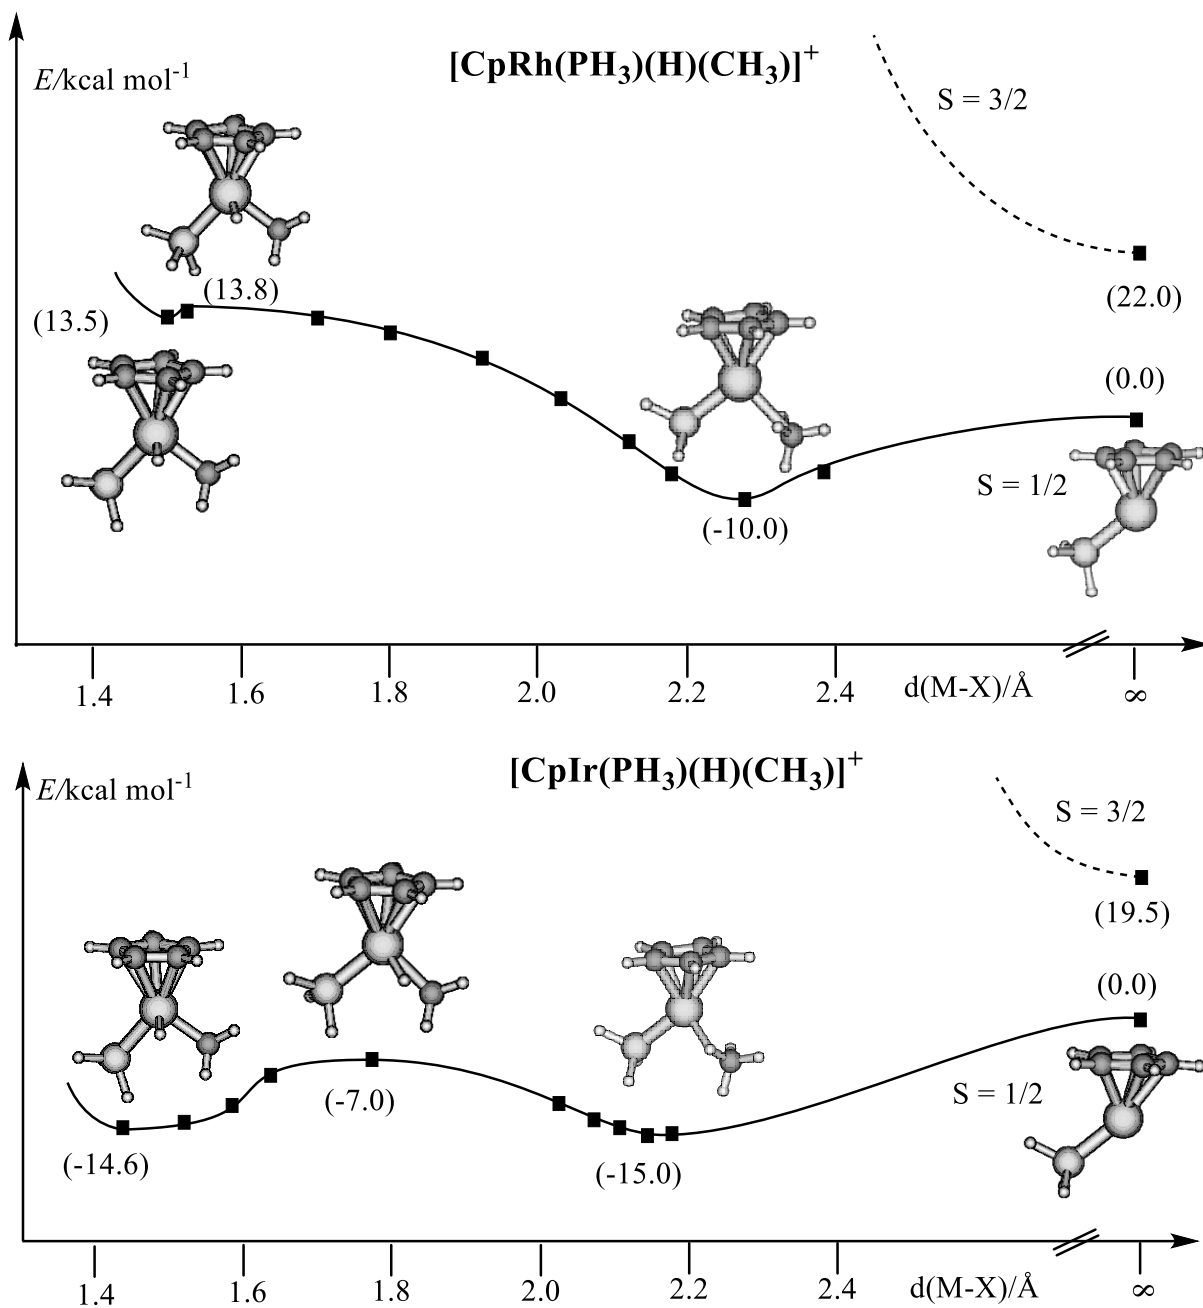 [CpRh(PH3)(H)(CH3)]+
E/kcal mol-1
S = 3/2
(13.8)
(22.0)
(13.5)
(0.0)
S = 1/2
(-10.0)
1.4 1.6 1.8 2.0 2.2 2.4 d(M-X)/Å ∞
[CpIr(PH3)(H)(CH3)]+
E/kcal mol-1
S = 3/2
(19.5)
(0.0)
S = 1/2
(-7.0)
(-14.6)
(-15.0)
1.4 1.6 1.8 2.0 2.2 2.4 d(M-X)/Å ∞